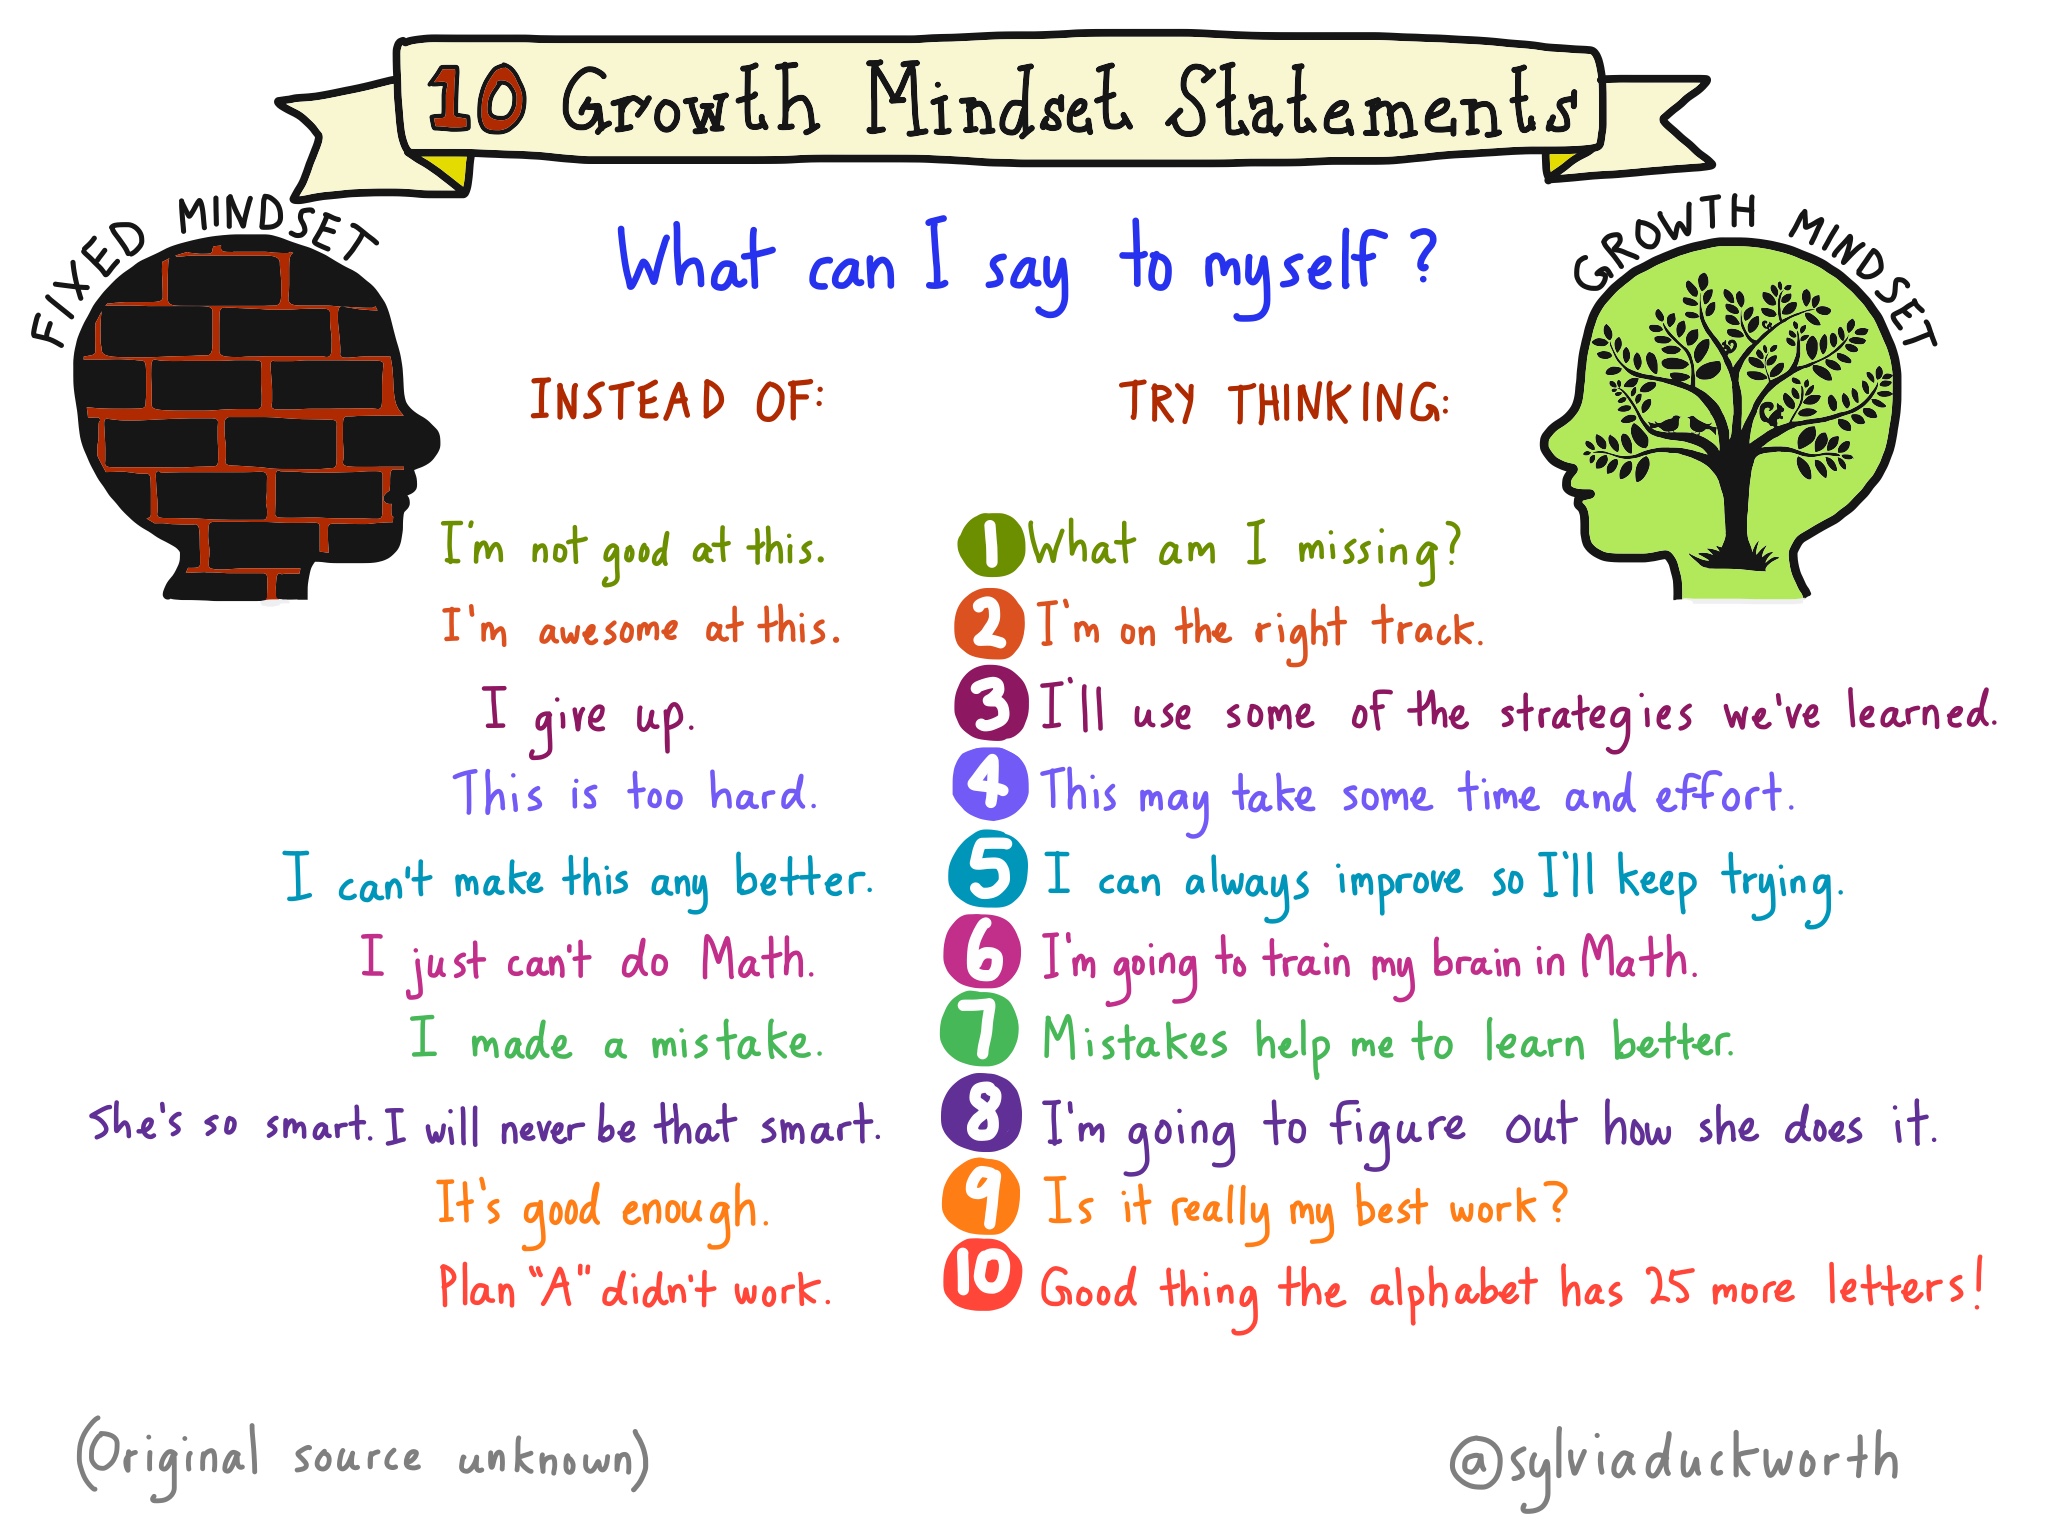 10 Growth Mindset Statements
FIXED MINDSET
GROWTH MINDSET
What can I say to myself?
INSTEAD OF:
TRY THINKING:
I'm not good at this.
1 What am I missing?
I'm awesome at this.
2 I'm on the right track.
I give up.
3 I'll use some of the strategies we've learned.
This is too hard.
4 This may take some time and effort.
I can't make this any better.
5 I can always improve so I'll keep trying.
I just can't do Math.
6 I'm going to train my brain in Math.
I made a mistake.
7 Mistakes help me to learn better.
She's so smart. I will never be that smart.
8 I'm going to figure out how she does it.
It's good enough.
9 Is it really my best work?
Plan "A" didn't work.
10 Good thing the alphabet has 25 more letters!
(Original source unknown)
@sylviaduckworth